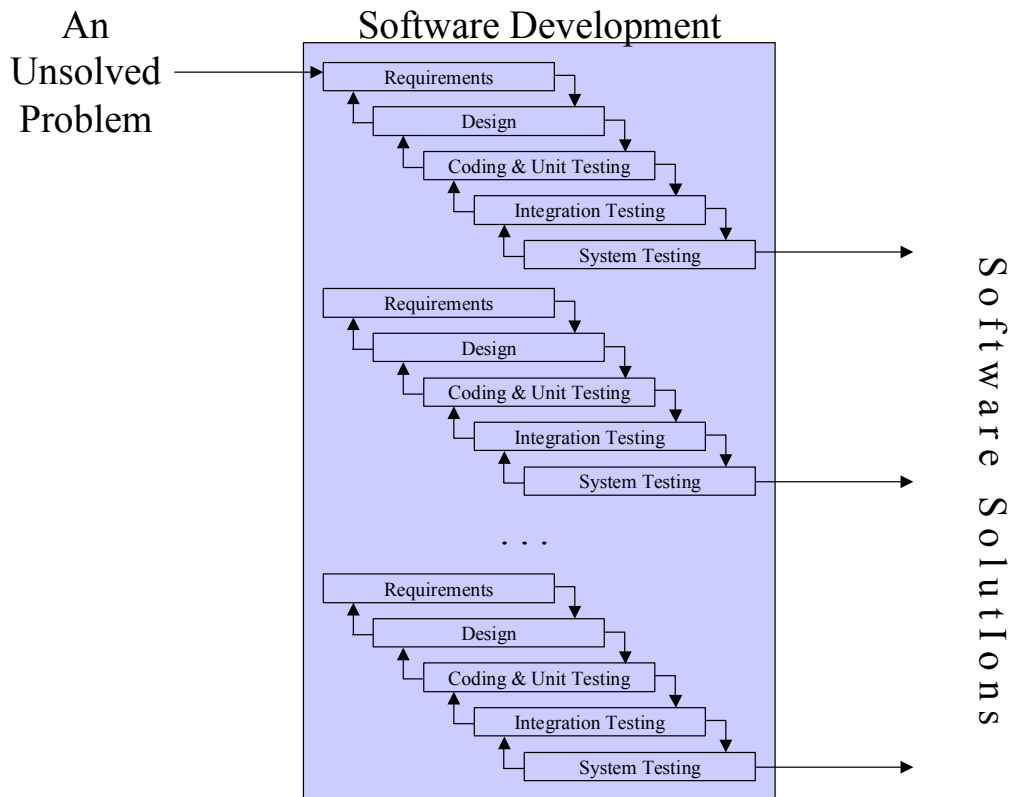 An
Unsolved
Problem
Software Development
Requirements
Design
Coding & Unit Testing
Integration Testing
System Testing
Requirements
Design
Coding & Unit Testing
Integration Testing
System Testing
. . .
Requirements
Design
Coding & Unit Testing
Integration Testing
System Testing
Software SolutIons